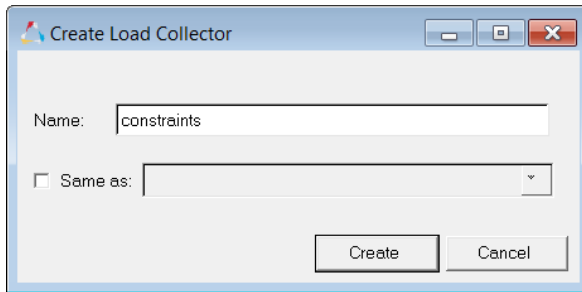 Create Load Collector
Name: constraints
Same as:
Create Cancel